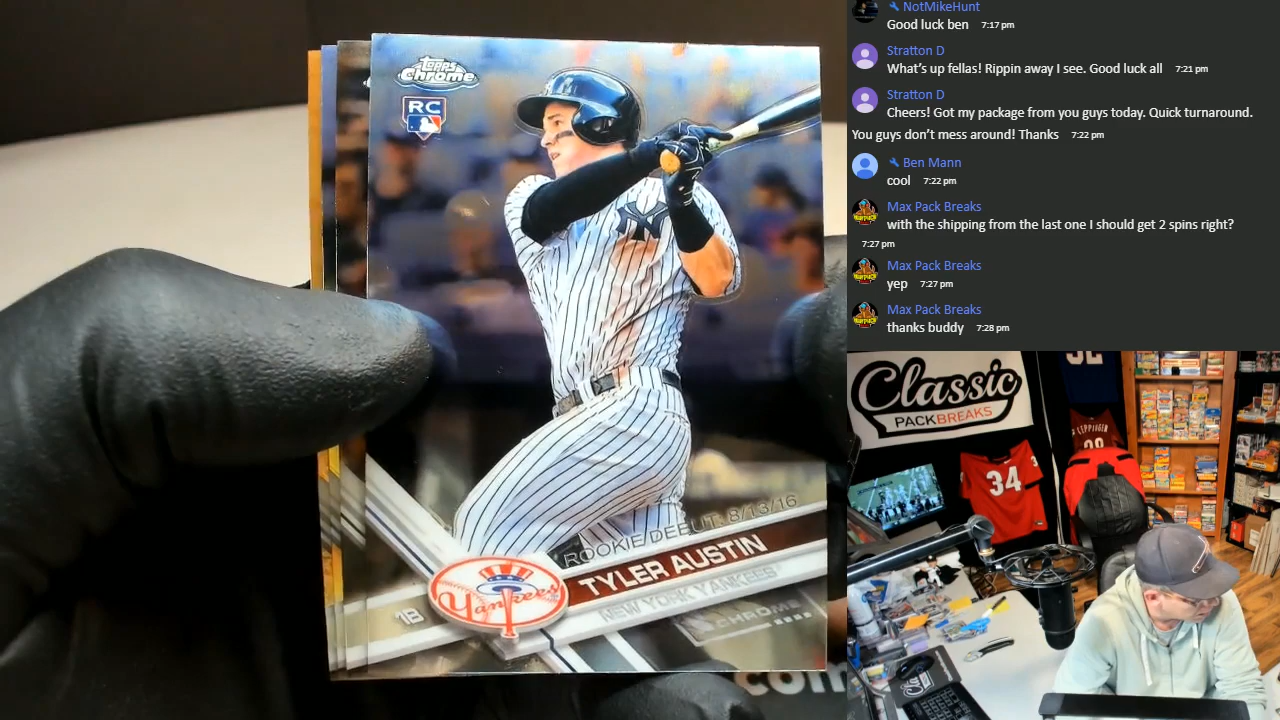 Topps
Chrome
RC
NY
ROOKIE DEBUT: 8/13/16
TYLER AUSTIN
NEW YORK YANKEES
1B
Yankees
CHROME
com
NotMikeHunt
Good luck ben 7:17 pm
Stratton D
What's up fellas! Rippin away I see. Good luck all 7:21 pm
Stratton D
Cheers! Got my package from you guys today. Quick turnaround.
You guys don't mess around! Thanks 7:22 pm
Ben Mann
cool 7:22 pm
Max Pack Breaks
with the shipping from the last one I should get 2 spins right?
7:27 pm
Max Pack Breaks
yep 7:27 pm
Max Pack Breaks
thanks buddy 7:28 pm
Classic
PACKBREAKS
34